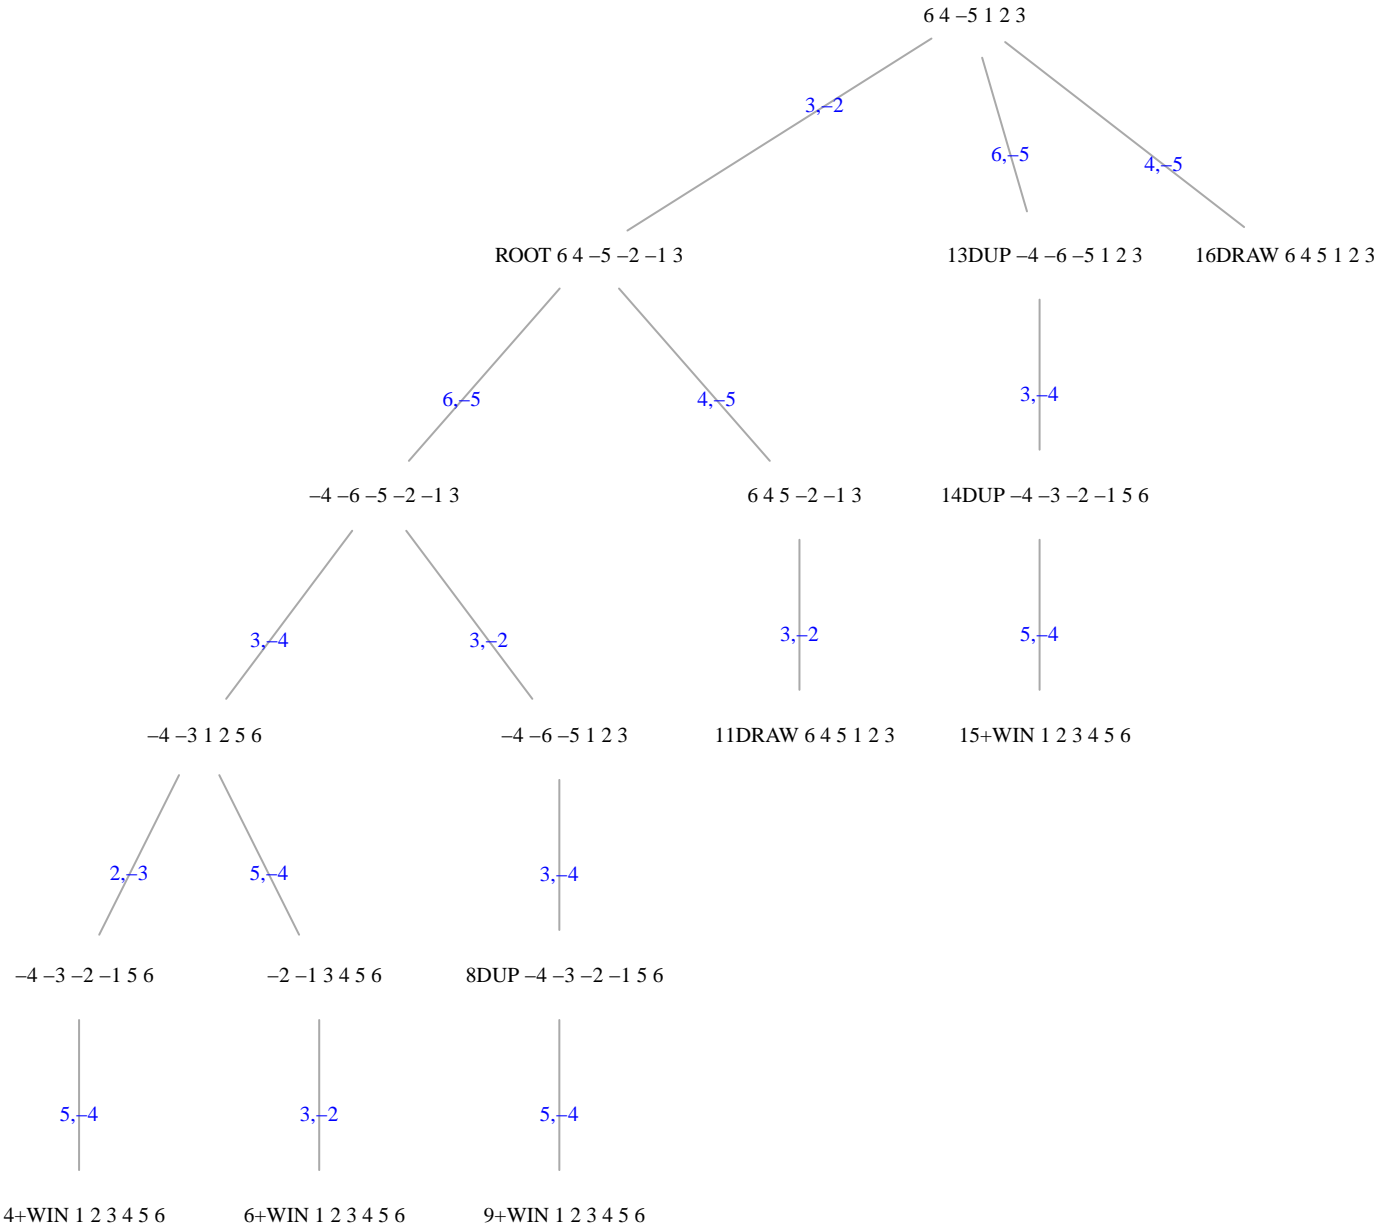 6 4 –5 1 2 3
3,–2
6,–5
4,–5
ROOT 6 4 –5 –2 –1 3
13DUP –4 –6 –5 1 2 3
16DRAW 6 4 5 1 2 3
6,–5
4,–5
3,–4
–4 –6 –5 –2 –1 3
6 4 5 –2 –1 3
14DUP –4 –3 –2 –1 5 6
3,–4
3,–2
3,–2
5,–4
–4 –3 1 2 5 6
–4 –6 –5 1 2 3
11DRAW 6 4 5 1 2 3
15+WIN 1 2 3 4 5 6
2,–3
5,–4
3,–4
–4 –3 –2 –1 5 6
–2 –1 3 4 5 6
8DUP –4 –3 –2 –1 5 6
5,–4
3,–2
5,–4
4+WIN 1 2 3 4 5 6
6+WIN 1 2 3 4 5 6
9+WIN 1 2 3 4 5 6